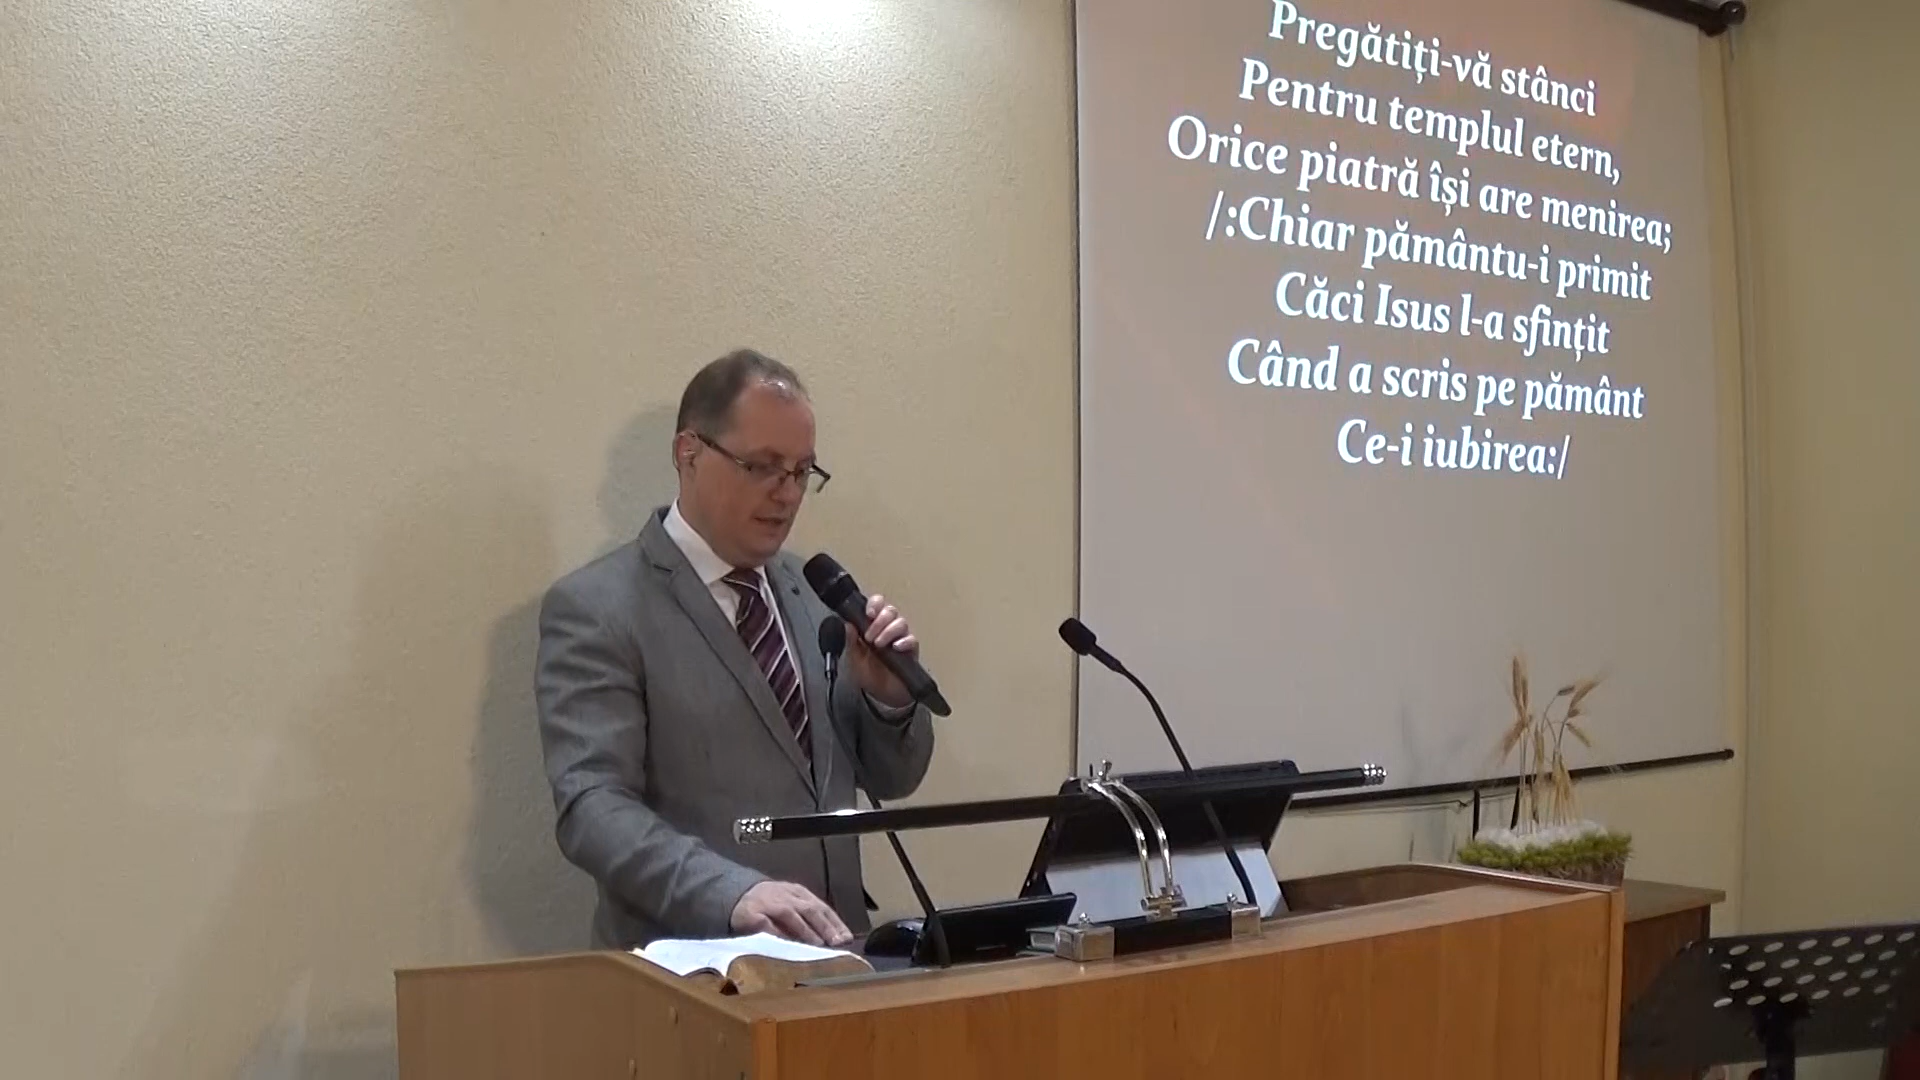 Pregătiți-vă stânci
Pentru templul etern,
Orice piatră își are menirea;
/:Chiar pământu-i primit
Căci Isus l-a sfințit
Când a scris pe pământ
Ce-i iubirea:/